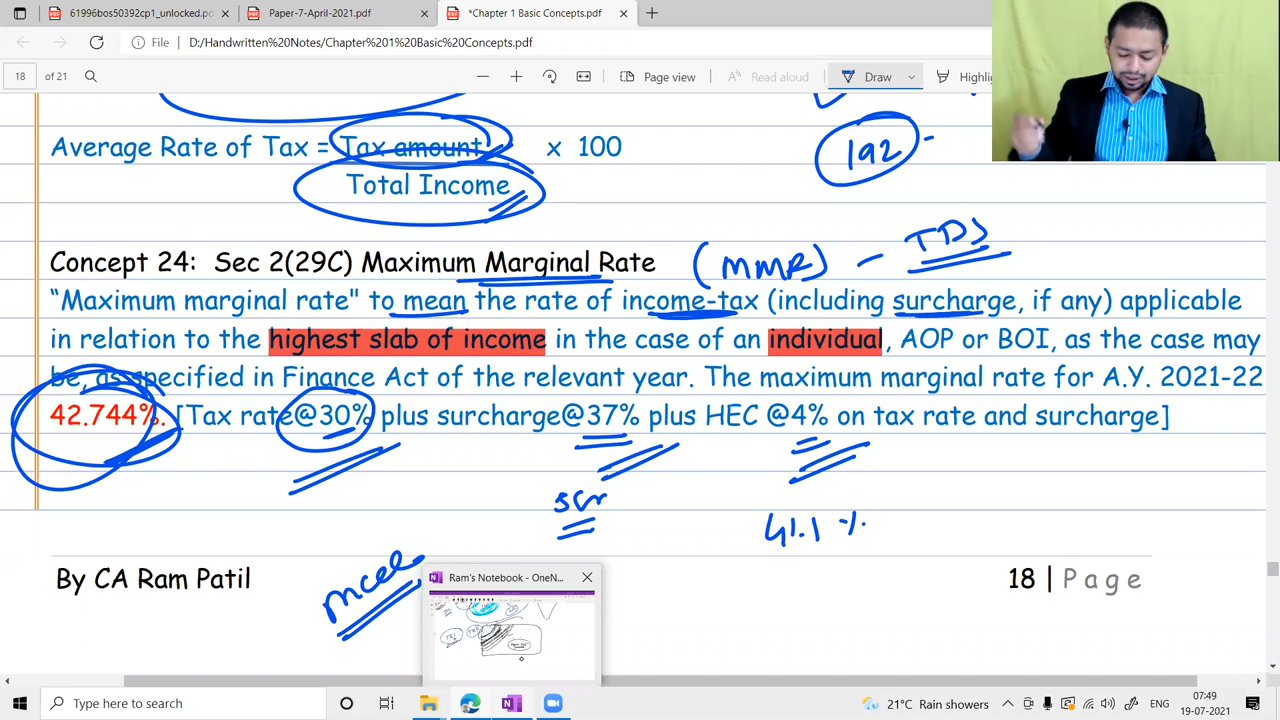 61996bos50392cp1_unlocked.pd
Paper-7-April-2021.pdf
*Chapter 1 Basic Concepts.pdf
File
D:/Handwritten%20Notes/Chapter%201%20Basic%20Concepts.pdf
18 of 21
Page view
Read aloud
Draw
Highli
Average Rate of Tax = Tax amount x 100
Total Income
192
Concept 24: Sec 2(29C) Maximum Marginal Rate (MMR) - TDS
"Maximum marginal rate" to mean the rate of income-tax (including surcharge, if any) applicable
in relation to the highest slab of income in the case of an individual, AOP or BOI, as the case may
be, as specified in Finance Act of the relevant year. The maximum marginal rate for A.Y. 2021-22
42.744%. [Tax rate@30% plus surcharge@37% plus HEC @4% on tax rate and surcharge]
5cr
41.1 %
By CA Ram Patil
18 | Page
Ram's Notebook - OneN...
Type here to search
21°C Rain showers
ENG
07:49
19-07-2021